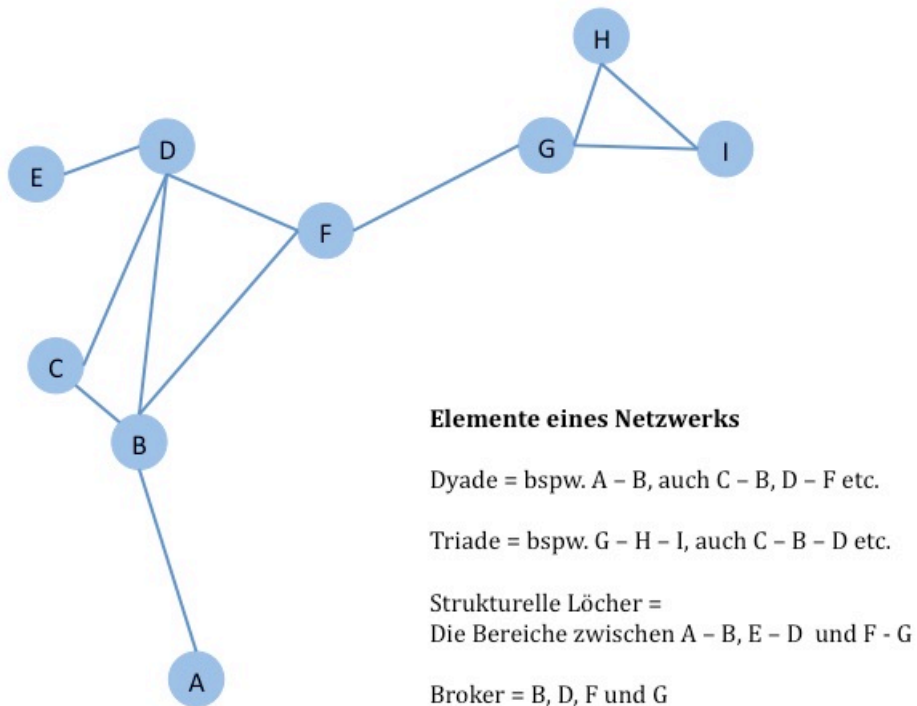 H
G
I
D
E
F
C
B
A
Elemente eines Netzwerks
Dyade = bspw. A – B, auch C – B, D – F etc.
Triade = bspw. G – H – I, auch C – B – D etc.
Strukturelle Löcher =
Die Bereiche zwischen A – B, E – D und F - G
Broker = B, D, F und G